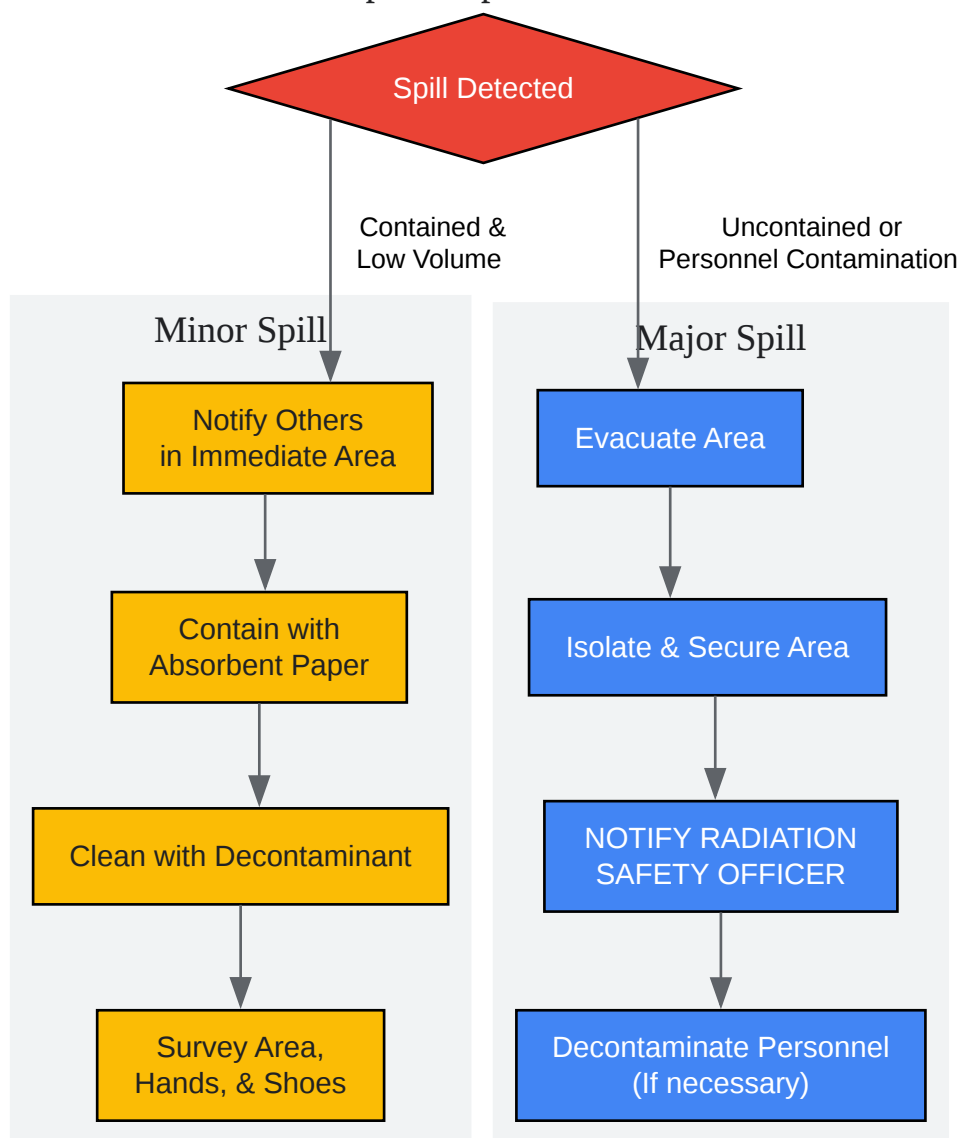 Spill Detected
Contained &
Low Volume
Uncontained or
Personnel Contamination
Minor Spill
Major Spill
Notify Others
in Immediate Area
Evacuate Area
Contain with
Absorbent Paper
Isolate & Secure Area
Clean with Decontaminant
NOTIFY RADIATION
SAFETY OFFICER
Survey Area,
Hands, & Shoes
Decontaminate Personnel
(If necessary)